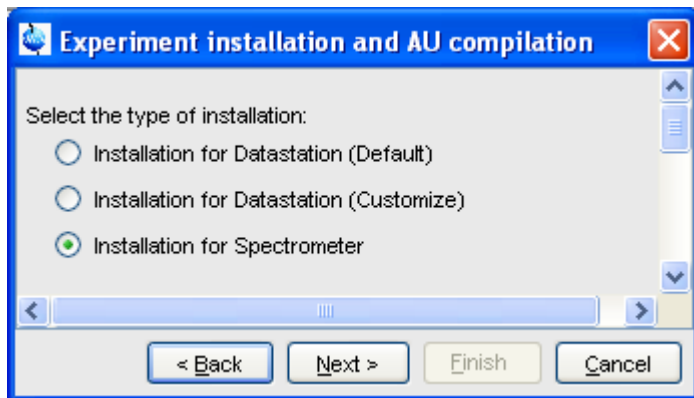 Experiment installation and AU compilation
Select the type of installation:
Installation for Datastation (Default)
Installation for Datastation (Customize)
Installation for Spectrometer
< Back Next > Finish Cancel